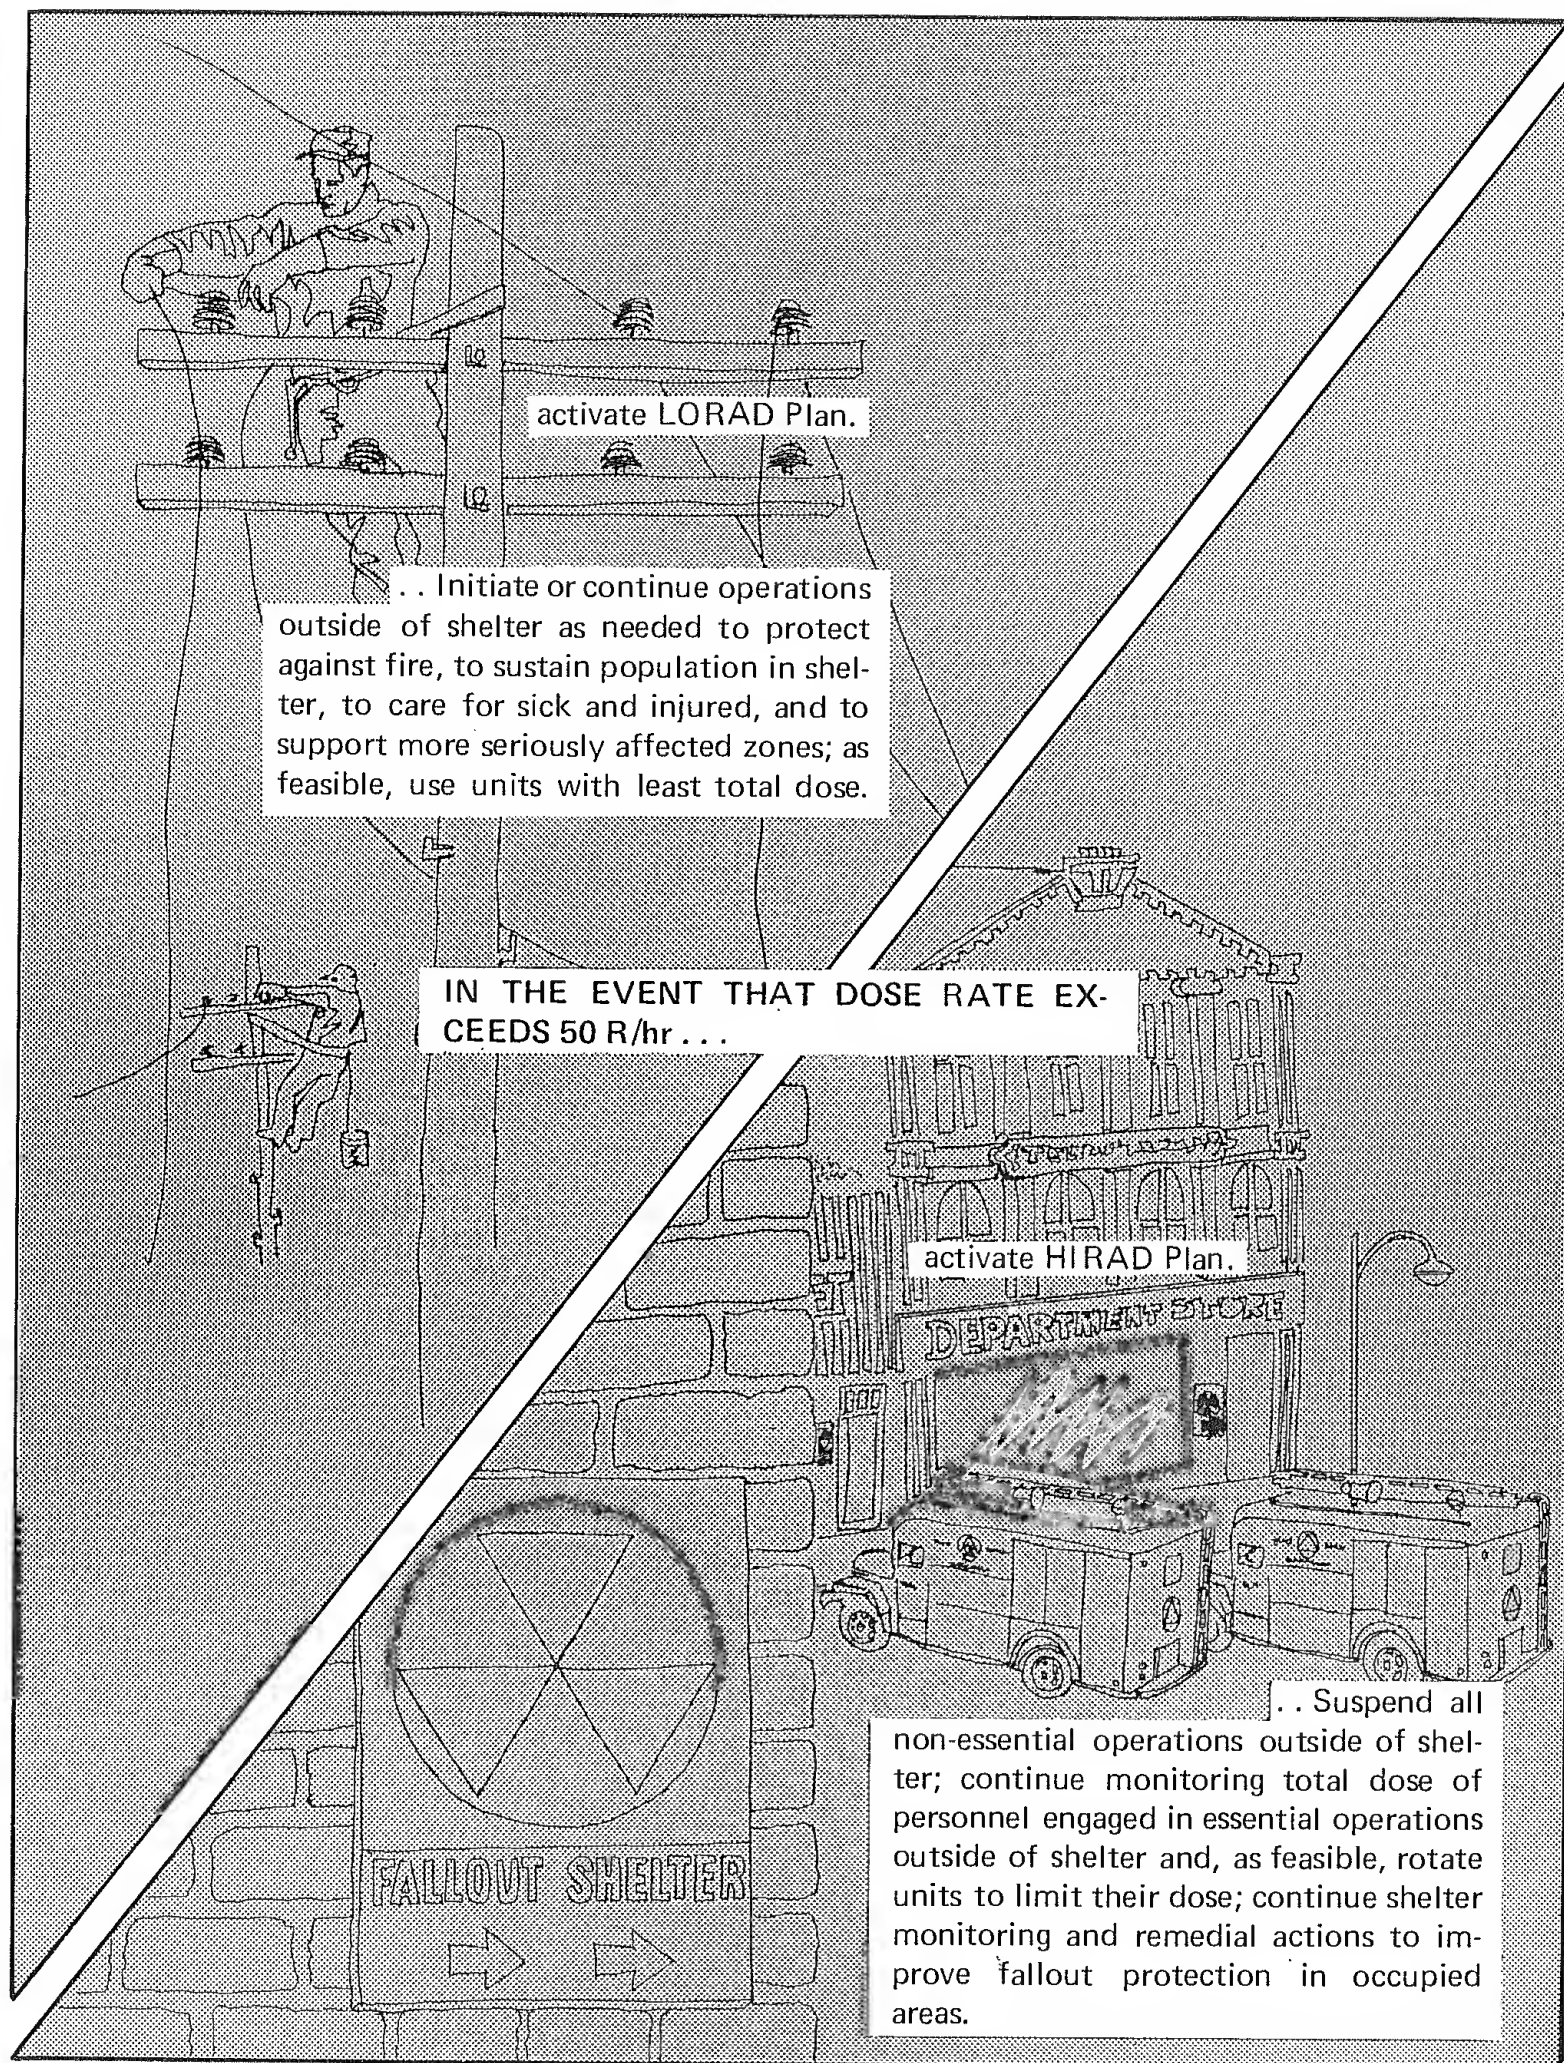 activate LORAD Plan.
. . Initiate or continue operations
outside of shelter as needed to protect
against fire, to sustain population in shel-
ter, to care for sick and injured, and to
support more seriously affected zones; as
feasible, use units with least total dose.
IN THE EVENT THAT DOSE RATE EX-
CEEDS 50 R/hr . . .
activate HIRAD Plan.
DEPARTMENT STORE
FALLOUT SHELTER
. . Suspend all
non-essential operations outside of shel-
ter; continue monitoring total dose of
personnel engaged in essential operations
outside of shelter and, as feasible, rotate
units to limit their dose; continue shelter
monitoring and remedial actions to im-
prove fallout protection in occupied
areas.